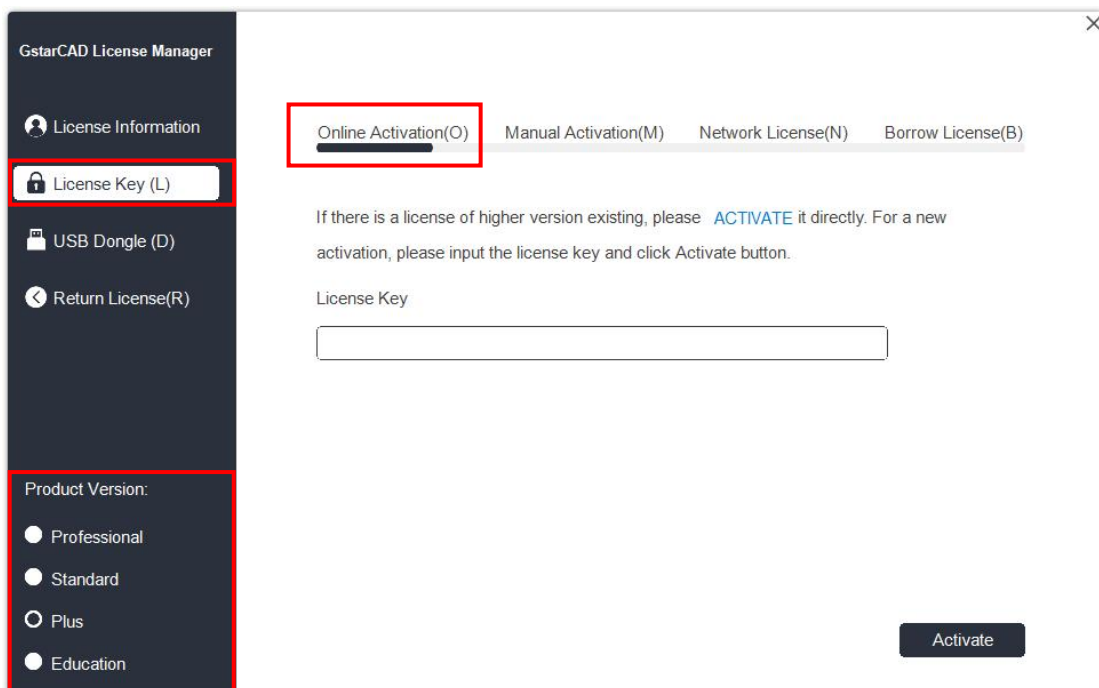 GstarCAD License Manager
License Information
License Key (L)
USB Dongle (D)
Return License(R)
Product Version:
Professional
Standard
Plus
Education
Online Activation(O) Manual Activation(M) Network License(N) Borrow License(B)
If there is a license of higher version existing, please ACTIVATE it directly. For a new
activation, please input the license key and click Activate button.
License Key
Activate